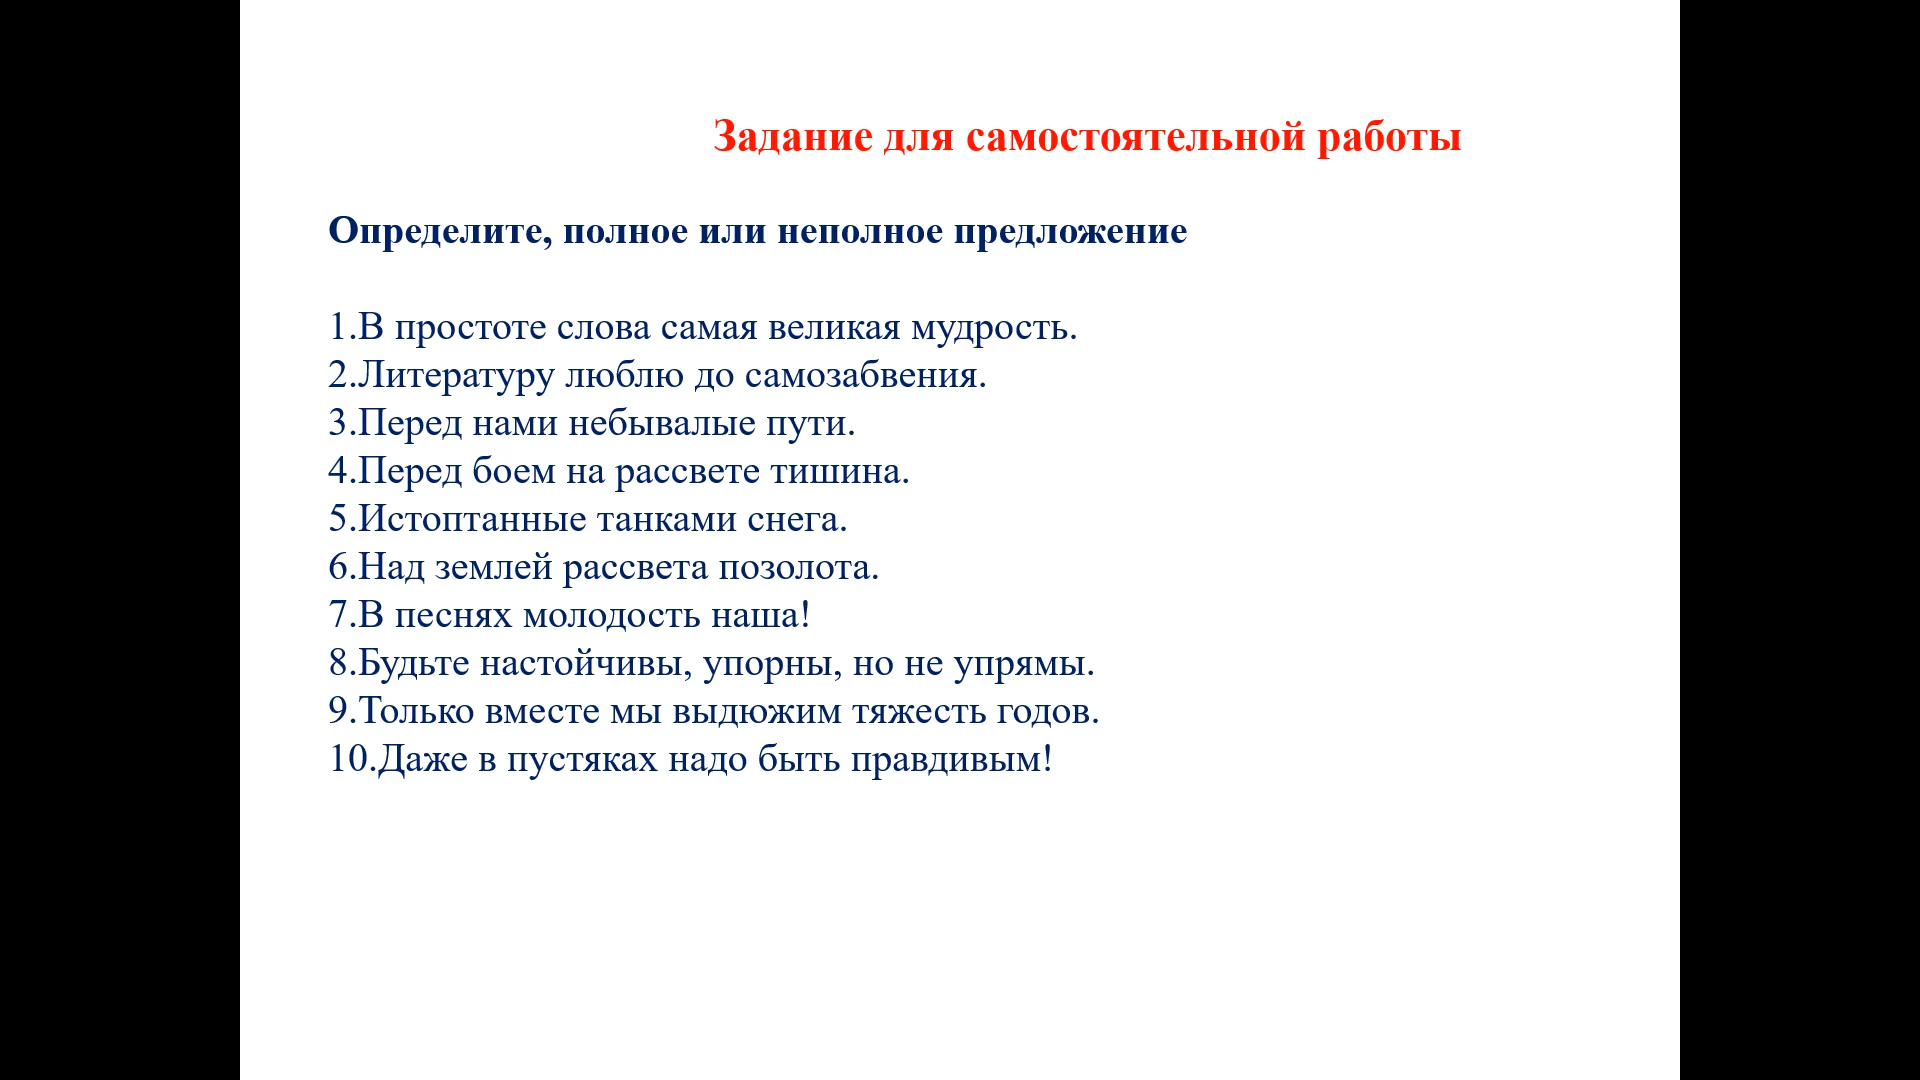 Задание для самостоятельной работы
Определите, полное или неполное предложение
1.В простоте слова самая великая мудрость.
2.Литературу люблю до самозабвения.
3.Перед нами небывалые пути.
4.Перед боем на рассвете тишина.
5.Истоптанные танками снега.
6.Над землей рассвета позолота.
7.В песнях молодость наша!
8.Будьте настойчивы, упорны, но не упрямы.
9.Только вместе мы выдюжим тяжесть годов.
10.Даже в пустяках надо быть правдивым!